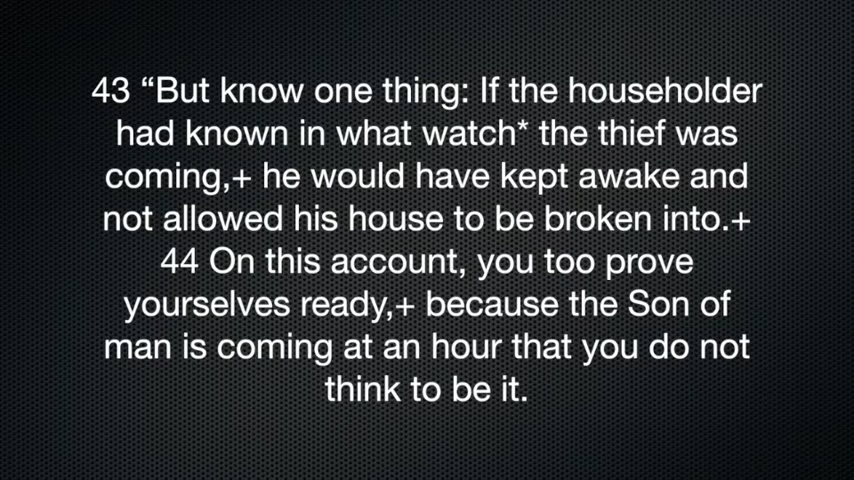 43 “But know one thing: If the householder
had known in what watch* the thief was
coming,+ he would have kept awake and
not allowed his house to be broken into.+
44 On this account, you too prove
yourselves ready,+ because the Son of
man is coming at an hour that you do not
think to be it.